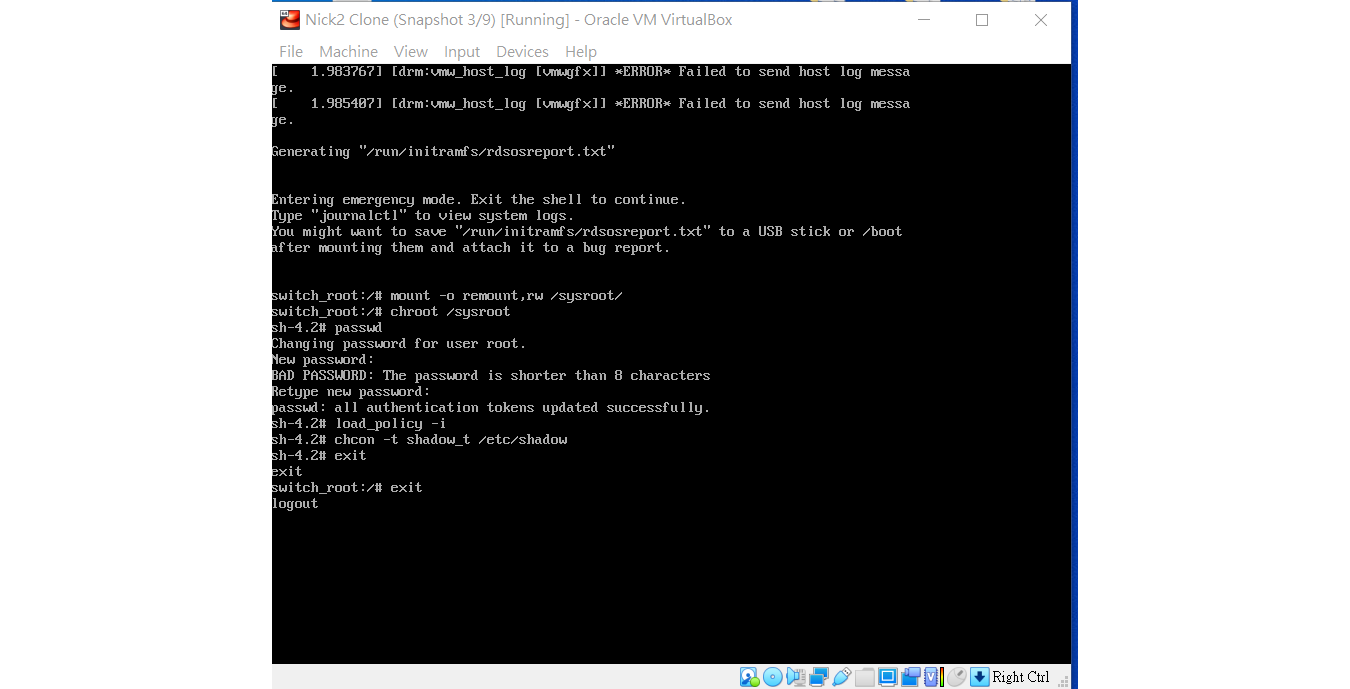 Nick2 Clone (Snapshot 3/9) [Running] - Oracle VM VirtualBox
File Machine View Input Devices Help
[    1.983767] [drm:vmw_host_log [vmwgfx]] *ERROR* Failed to send host log messa
ge.
[    1.985407] [drm:vmw_host_log [vmwgfx]] *ERROR* Failed to send host log messa
ge.
Generating "/run/initramfs/rdsosreport.txt"
Entering emergency mode. Exit the shell to continue.
Type "journalctl" to view system logs.
You might want to save "/run/initramfs/rdsosreport.txt" to a USB stick or /boot
after mounting them and attach it to a bug report.
switch_root:/# mount -o remount,rw /sysroot/
switch_root:/# chroot /sysroot
sh-4.2# passwd
Changing password for user root.
New password:
BAD PASSWORD: The password is shorter than 8 characters
Retype new password:
passwd: all authentication tokens updated successfully.
sh-4.2# load_policy -i
sh-4.2# chcon -t shadow_t /etc/shadow
sh-4.2# exit
exit
switch_root:/# exit
logout
Right Ctrl